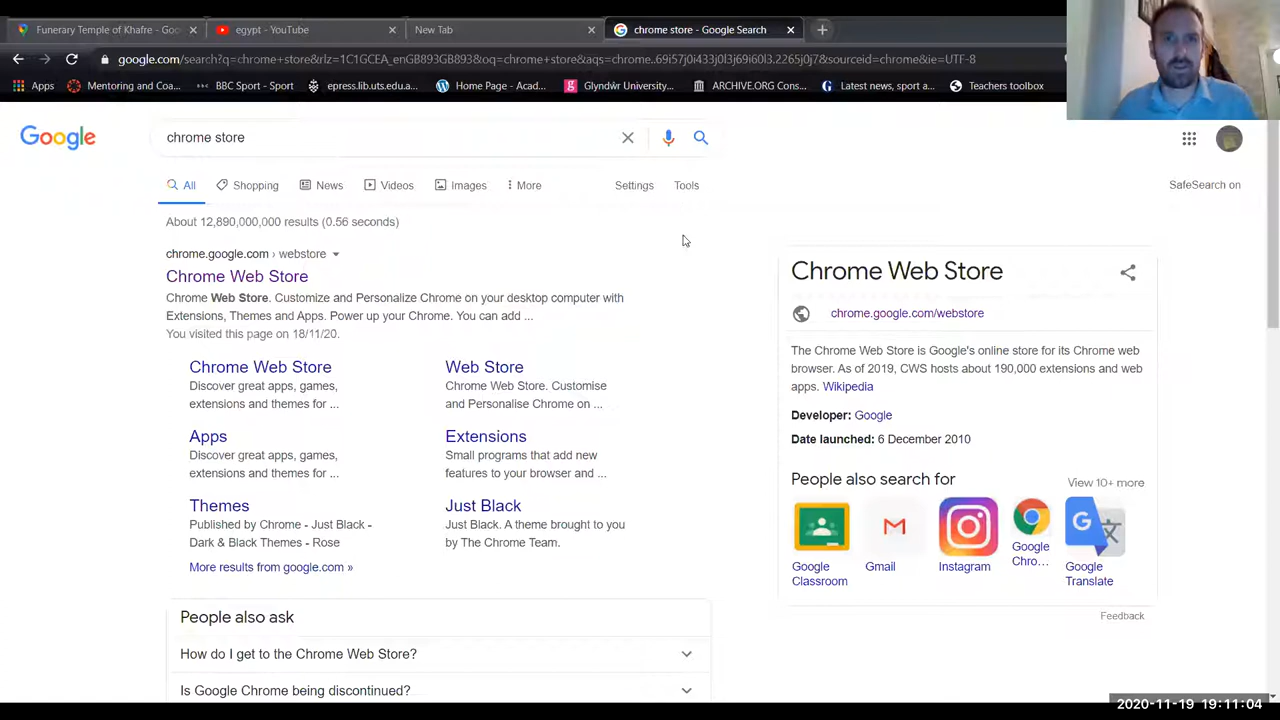 Funerary Temple of Khafre - Goo
egypt - YouTube
New Tab
chrome store - Google Search
google.com/search?q=chrome+store&rlz=1C1GCEA_enGB893GB893&oq=chrome+store&aqs=chrome..69i57j0i433j0l3j69i60l3.2265j0j7&sourceid=chrome&ie=UTF-8
Apps
Mentoring and Coa...
BBC Sport - Sport
epress.lib.uts.edu.a...
Home Page - Acad...
Glyndŵr University...
ARCHIVE.ORG Cons...
Latest news, sport a...
Teachers toolbox
Google
chrome store
All
Shopping
News
Videos
Images
More
Settings
Tools
SafeSearch on
About 12,890,000,000 results (0.56 seconds)
chrome.google.com › webstore
Chrome Web Store
Chrome Web Store. Customize and Personalize Chrome on your desktop computer with
Extensions, Themes and Apps. Power up your Chrome. You can add ...
You visited this page on 18/11/20.
Chrome Web Store
Discover great apps, games,
extensions and themes for ...
Web Store
Chrome Web Store. Customise
and Personalise Chrome on ...
Apps
Discover great apps, games,
extensions and themes for ...
Extensions
Small programs that add new
features to your browser and ...
Themes
Published by Chrome - Just Black -
Dark & Black Themes - Rose
Just Black
Just Black. A theme brought to you
by The Chrome Team.
More results from google.com »
People also ask
How do I get to the Chrome Web Store?
Is Google Chrome being discontinued?
Chrome Web Store
chrome.google.com/webstore
The Chrome Web Store is Google's online store for its Chrome web
browser. As of 2019, CWS hosts about 190,000 extensions and web
apps. Wikipedia
Developer: Google
Date launched: 6 December 2010
People also search for
View 10+ more
Google
Classroom
Gmail
Instagram
Google
Chro...
Google
Translate
Feedback
2020-11-19 19:11:04